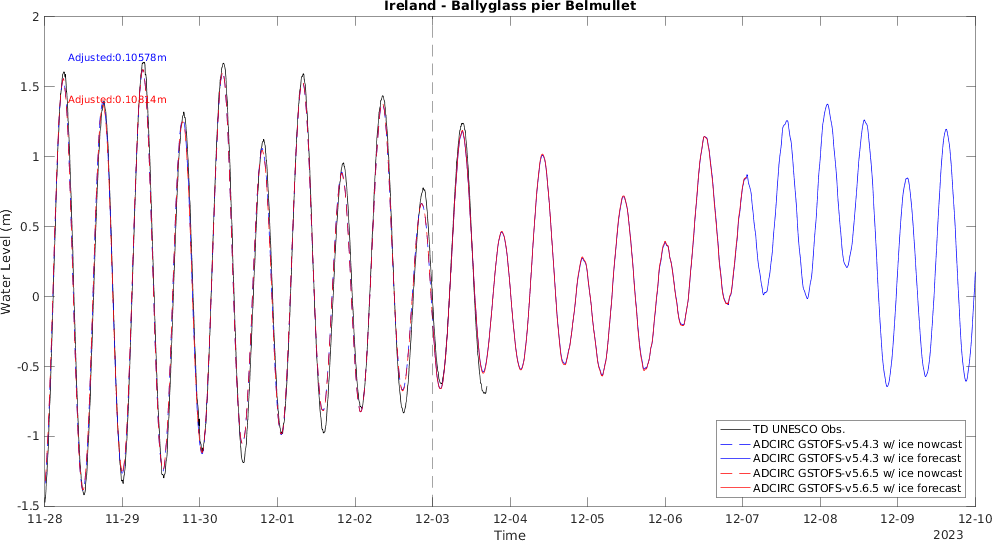 Ireland - Ballyglass pier Belmullet
Adjusted:0.10578m
Adjusted:0.10814m
Water Level (m)
2
1.5
1
0.5
0
-0.5
-1
-1.5
11-28
11-29
11-30
12-01
12-02
12-03
12-04
12-05
12-06
12-07
12-08
12-09
12-10
Time
2023
TD UNESCO Obs.
ADCIRC GSTOFS-v5.4.3 w/ ice nowcast
ADCIRC GSTOFS-v5.4.3 w/ ice forecast
ADCIRC GSTOFS-v5.6.5 w/ ice nowcast
ADCIRC GSTOFS-v5.6.5 w/ ice forecast